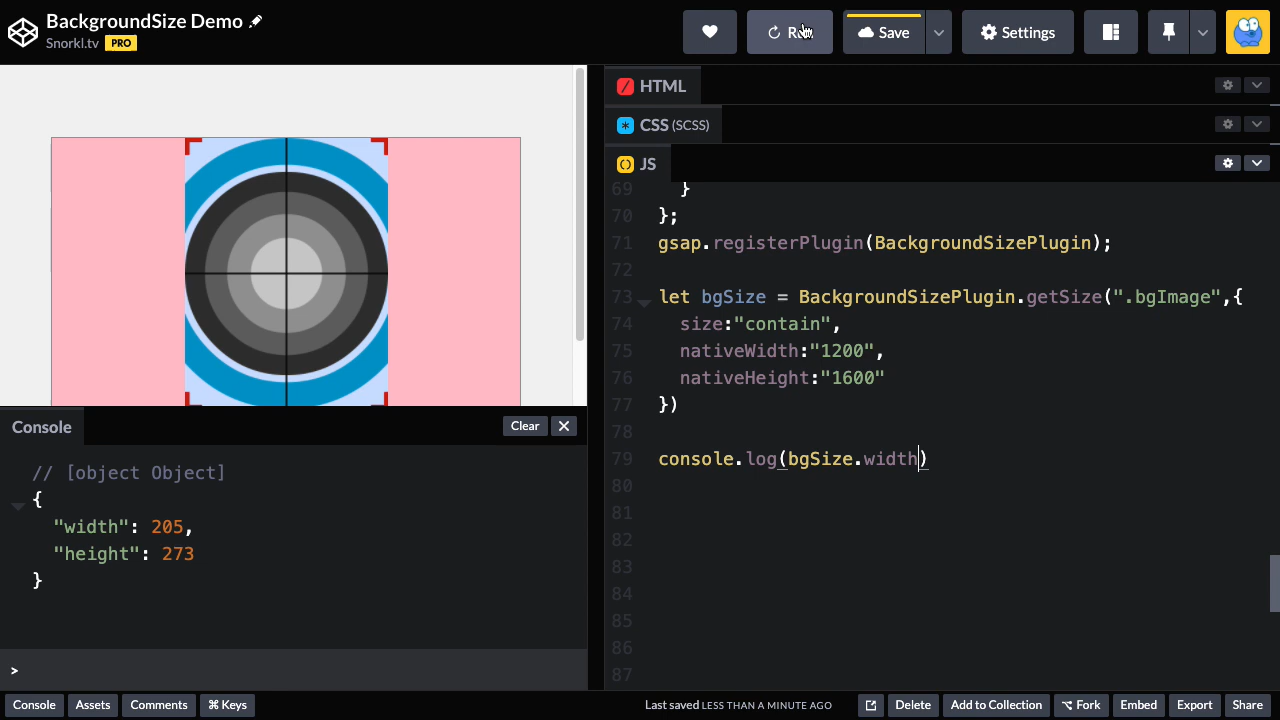 BackgroundSize Demo
Snorkl.tv PRO
Run
Save
Settings
HTML
CSS (SCSS)
JS
69 }
70 };
71 gsap.registerPlugin(BackgroundSizePlugin);
72
73 let bgSize = BackgroundSizePlugin.getSize(".bgImage",{
74 size:"contain",
75 nativeWidth:"1200",
76 nativeHeight:"1600"
77 })
78
79 console.log(bgSize.width)
80
81
82
83
84
85
86
87
Console
Clear
// [object Object]
{
"width": 205,
"height": 273
}
>
Console Assets Comments ⌘ Keys
Last saved LESS THAN A MINUTE AGO
Delete Add to Collection ⌥ Fork Embed Export Share